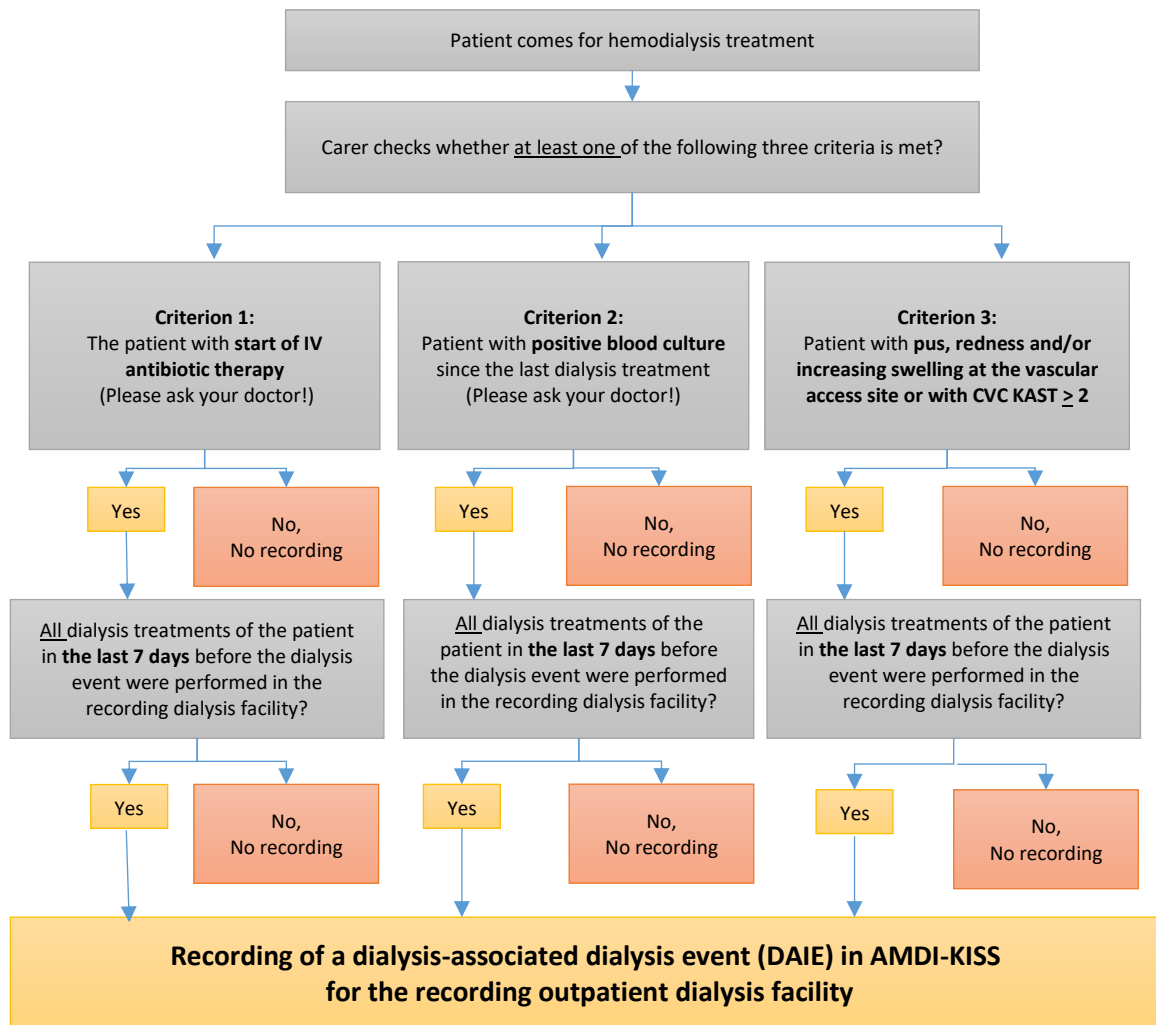 Patient comes for hemodialysis treatment
Carer checks whether at least one of the following three criteria is met?
Criterion 1:
The patient with start of IV
antibiotic therapy
(Please ask your doctor!)
Criterion 2:
Patient with positive blood culture
since the last dialysis treatment
(Please ask your doctor!)
Criterion 3:
Patient with pus, redness and/or
increasing swelling at the vascular
access site or with CVC KAST ≥ 2
Yes
No,
No recording
Yes
No,
No recording
Yes
No,
No recording
All dialysis treatments of the patient
in the last 7 days before the dialysis
event were performed in the
recording dialysis facility?
All dialysis treatments of the
patient in the last 7 days before
the dialysis event were performed
in the recording dialysis facility?
All dialysis treatments of the patient
in the last 7 days before the dialysis
event were performed in the
recording dialysis facility?
Yes
No,
No recording
Yes
No,
No recording
Yes
No,
No recording
Recording of a dialysis-associated dialysis event (DAIE) in AMDI-KISS
for the recording outpatient dialysis facility